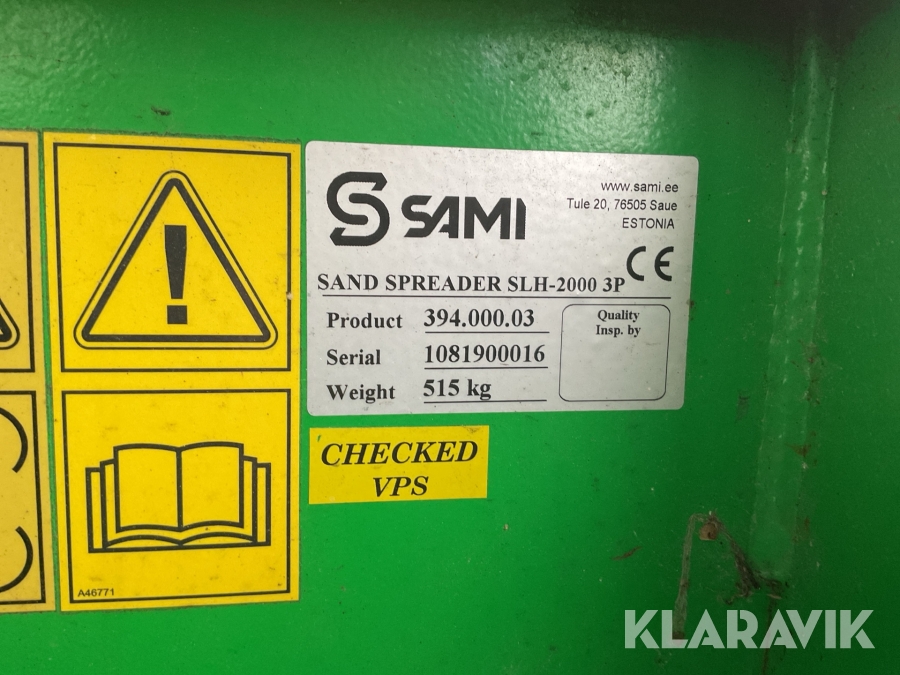 SAMI
www.sami.ee
Tule 20, 76505 Saue
ESTONIA
CE
SAND SPREADER SLH-2000 3P
Product 394.000.03
Serial 1081900016
Weight 515 kg
Quality
Insp. by
CHECKED
VPS
!
A46771
KLARAVIK